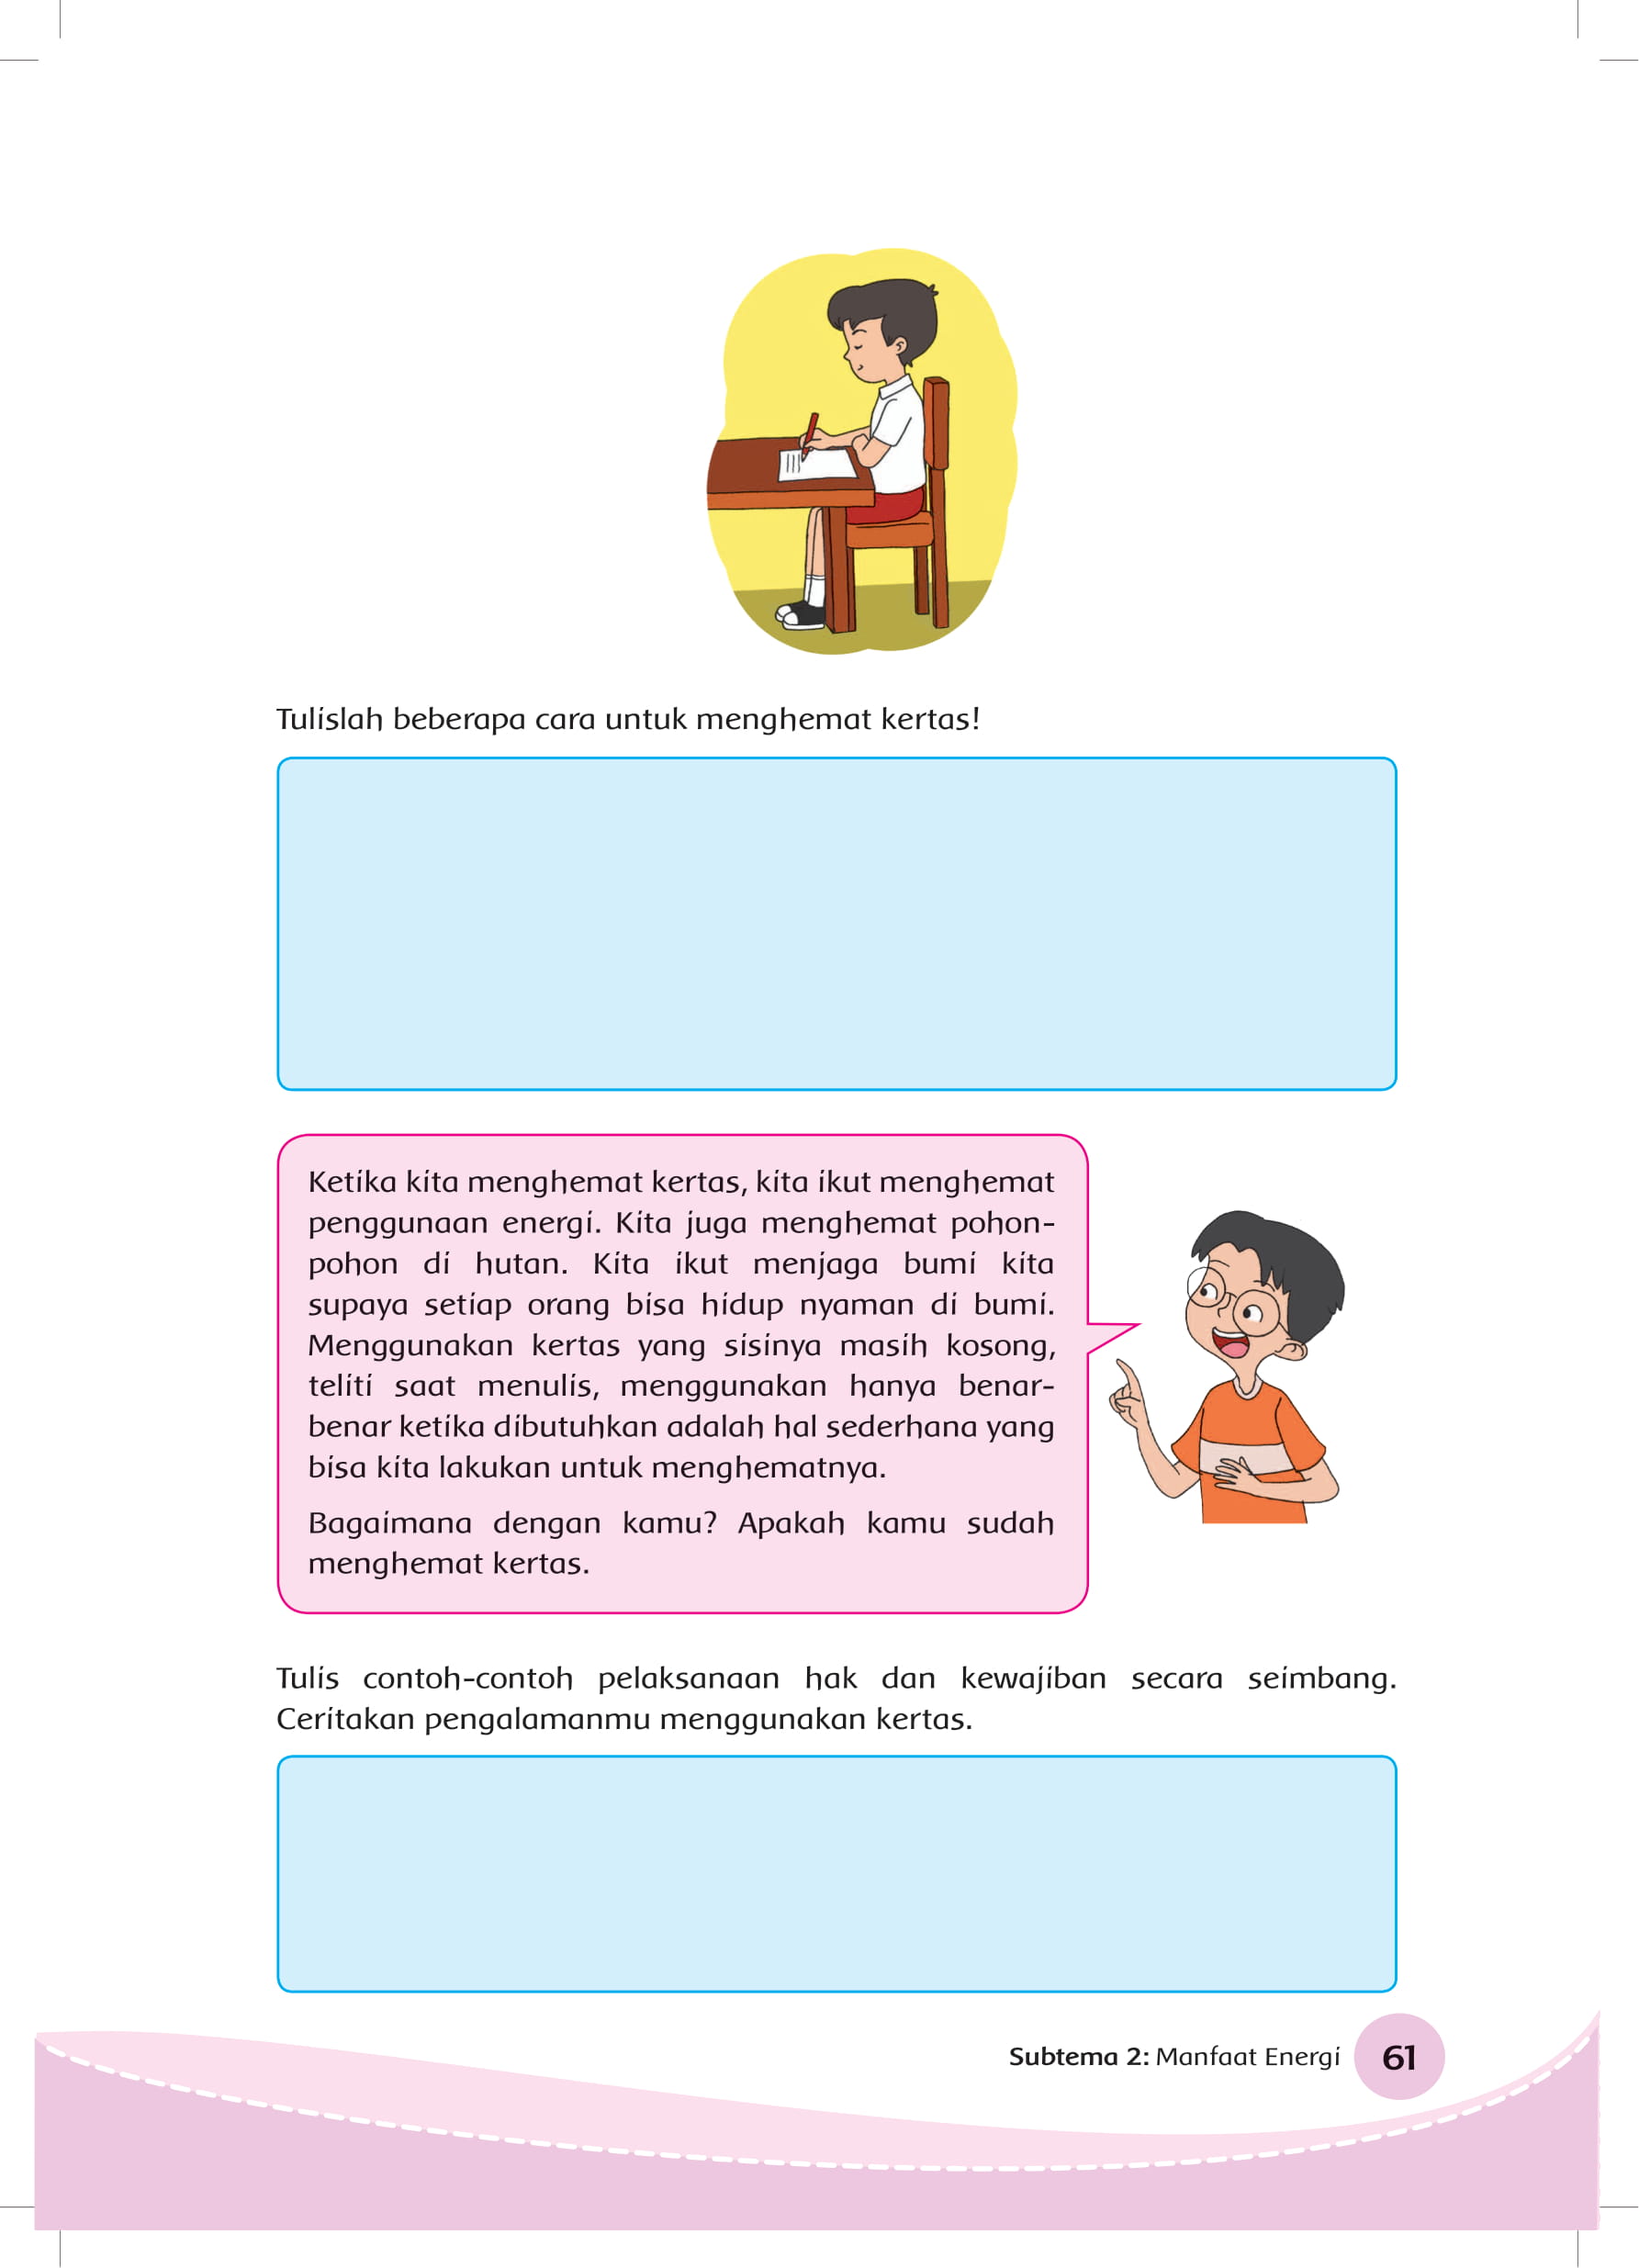 Tulislah beberapa cara untuk menghemat kertas!
Ketika kita menghemat kertas, kita ikut menghemat
penggunaan energi. Kita juga menghemat pohon-
pohon di hutan. Kita ikut menjaga bumi kita
supaya setiap orang bisa hidup nyaman di bumi.
Menggunakan kertas yang sisinya masih kosong,
teliti saat menulis, menggunakan hanya benar-
benar ketika dibutuhkan adalah hal sederhana yang
bisa kita lakukan untuk menghematnya.
Bagaimana dengan kamu? Apakah kamu sudah
menghemat kertas.
Tulis contoh-contoh pelaksanaan hak dan kewajiban secara seimbang.
Ceritakan pengalamanmu menggunakan kertas.
Subtema 2: Manfaat Energi 61